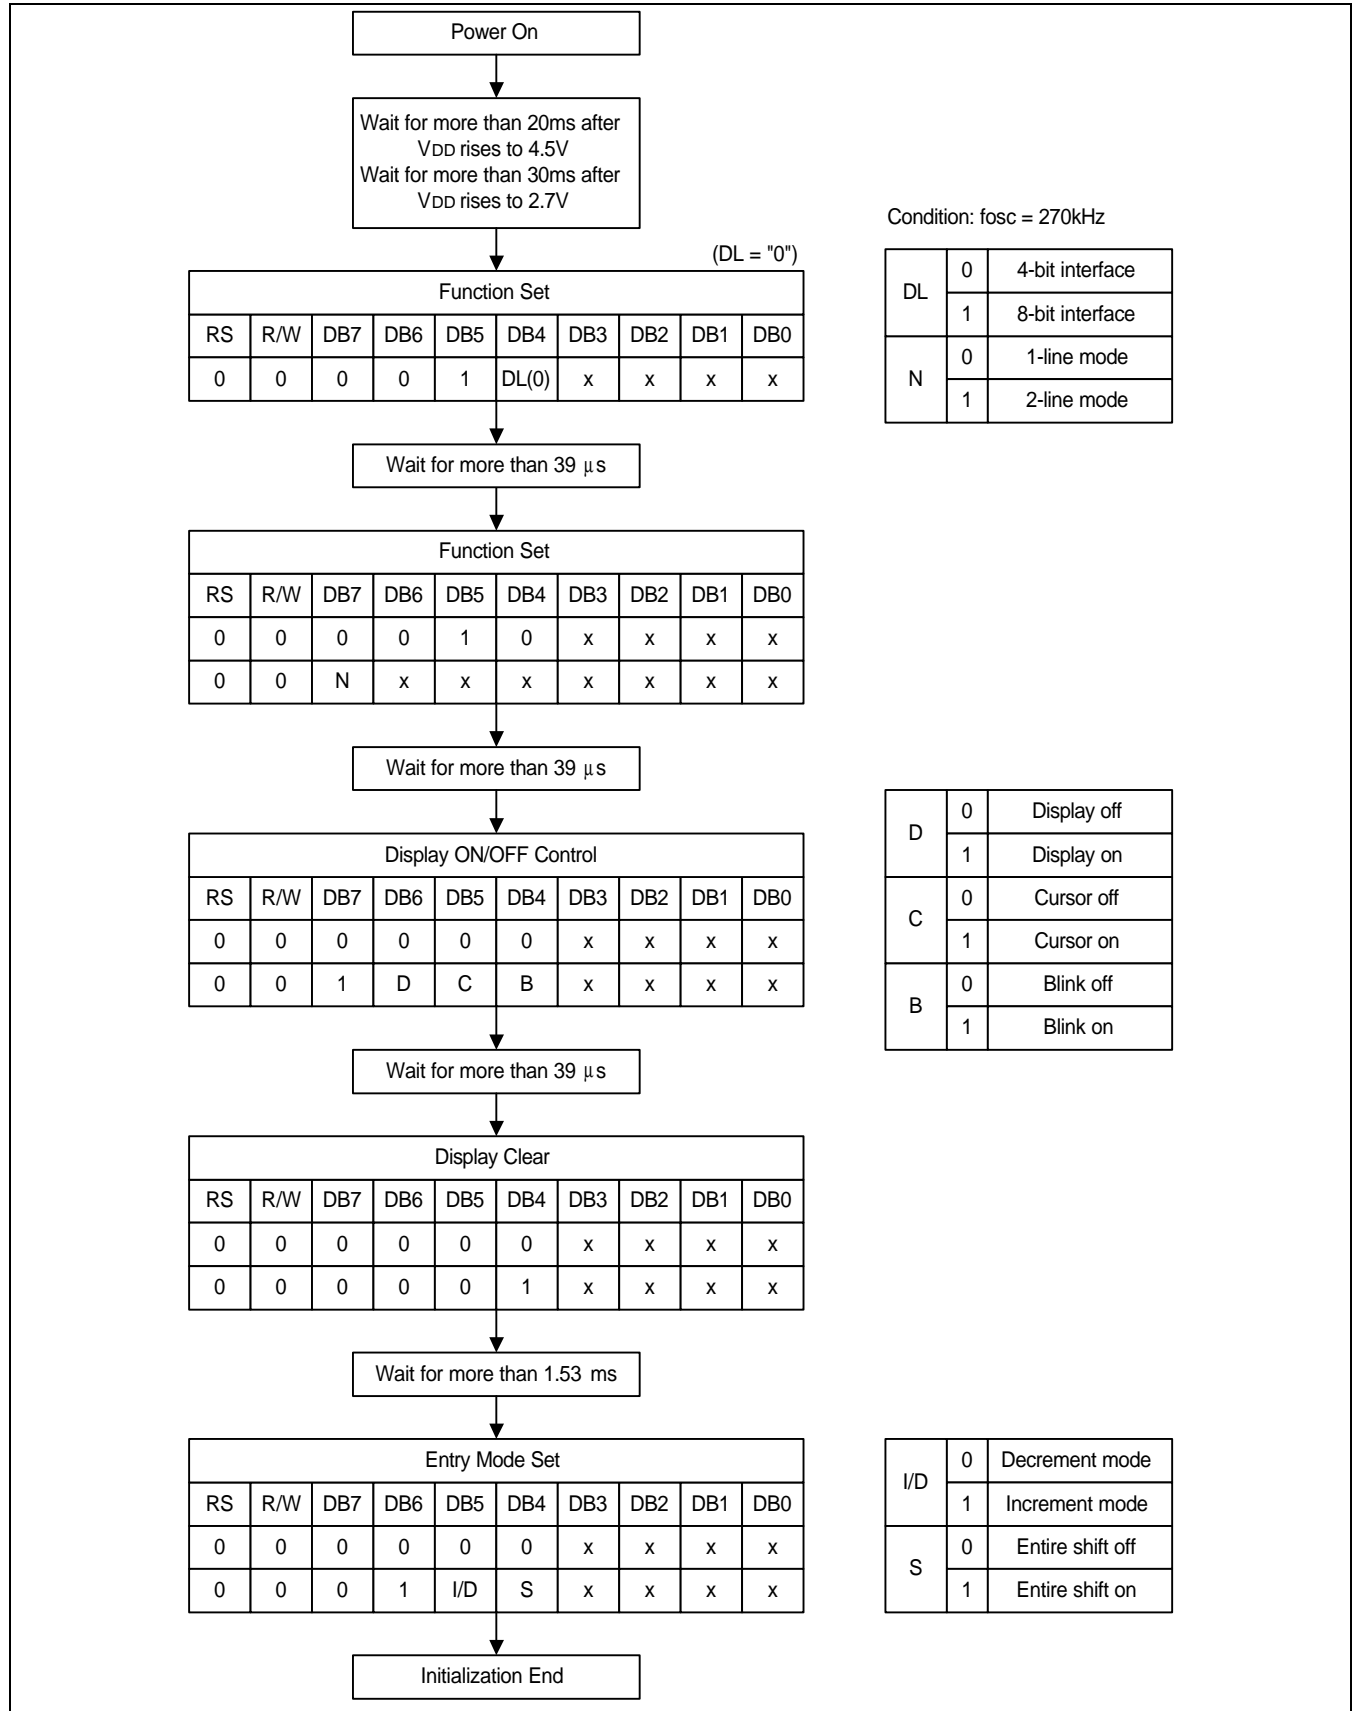 Power On
Wait for more than 20ms after
VDD rises to 4.5V
Wait for more than 30ms after
VDD rises to 2.7V
Condition: fosc = 270kHz
(DL = "0")
Function Set
RS R/W DB7 DB6 DB5 DB4 DB3 DB2 DB1 DB0
0 0 0 0 1 DL(0) x x x x
DL 0 4-bit interface
1 8-bit interface
N 0 1-line mode
1 2-line mode
Wait for more than 39 μs
Function Set
RS R/W DB7 DB6 DB5 DB4 DB3 DB2 DB1 DB0
0 0 0 0 1 0 x x x x
0 0 N x x x x x x x
Wait for more than 39 μs
Display ON/OFF Control
RS R/W DB7 DB6 DB5 DB4 DB3 DB2 DB1 DB0
0 0 0 0 0 0 x x x x
0 0 1 D C B x x x x
D 0 Display off
1 Display on
C 0 Cursor off
1 Cursor on
B 0 Blink off
1 Blink on
Wait for more than 39 μs
Display Clear
RS R/W DB7 DB6 DB5 DB4 DB3 DB2 DB1 DB0
0 0 0 0 0 0 x x x x
0 0 0 0 0 1 x x x x
Wait for more than 1.53 ms
Entry Mode Set
RS R/W DB7 DB6 DB5 DB4 DB3 DB2 DB1 DB0
0 0 0 0 0 0 x x x x
0 0 0 1 I/D S x x x x
I/D 0 Decrement mode
1 Increment mode
S 0 Entire shift off
1 Entire shift on
Initialization End